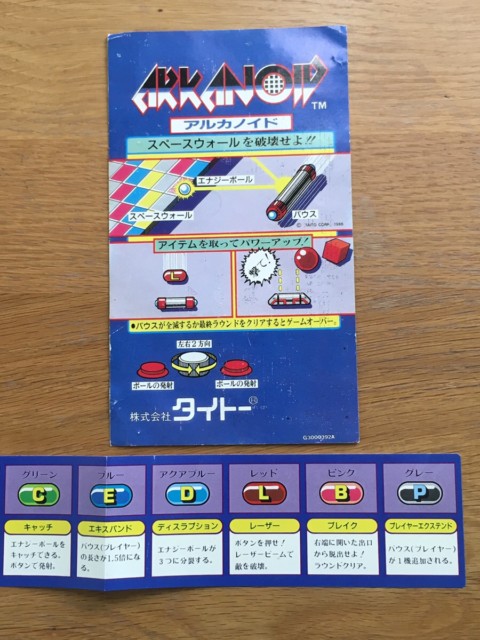 ARKANOID
TM
アルカノイド
スペースウォールを破壊せよ!!
エナジーボール
スペースウォール
バウス
© TAITO CORP. 1986
アイテムを取ってパワーアップ!
L
●バウスが全滅するか最終ラウンドをクリアするとゲームオーバー。
左右2方向
ボールの発射
ボールの発射
株式会社タイトー®
G3000392A
グリーン
C
キャッチ
エナジーボールを
キャッチできる。
ボタンで発射。
ブルー
E
エキスパンド
バウス(プレイヤー)
の長さが1.5倍にな
る。
アクアブルー
D
ディスラプション
エナジーボールが
3つに分裂する。
レッド
L
レーザー
ボタンを押せ!
レーザービームで
敵を破壊。
ピンク
B
ブレイク
右端に開いた出口
から脱出せよ!
ラウンドクリア。
グレー
P
プレイヤーエクステンド
バウス(プレイヤー)
が1機追加される。